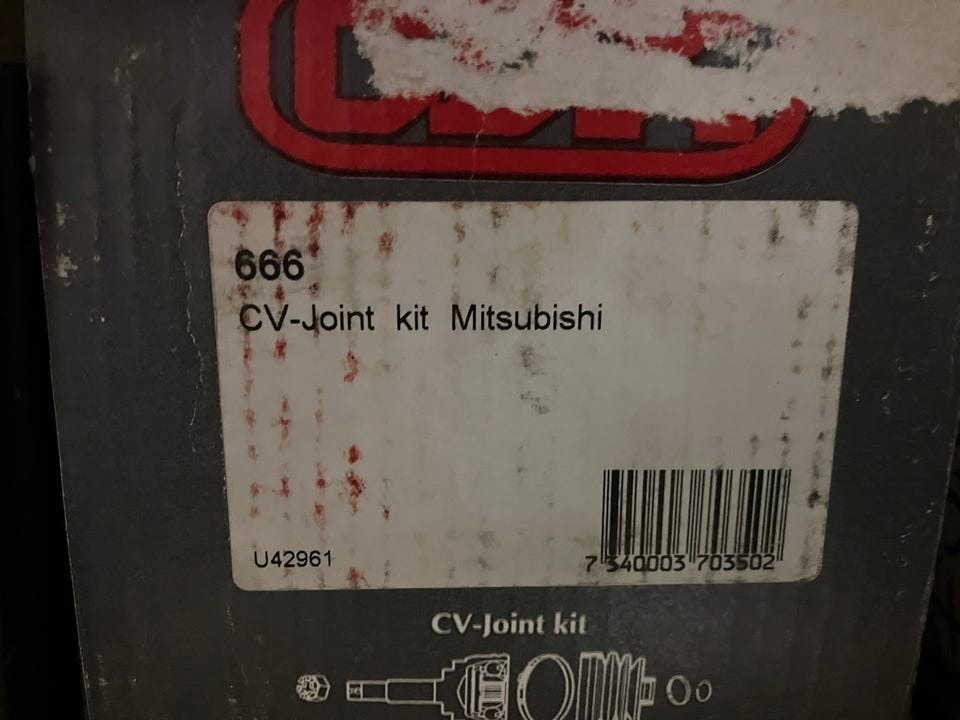 666
CV-Joint kit Mitsubishi
U42961
7 340003 703502
CV-Joint kit